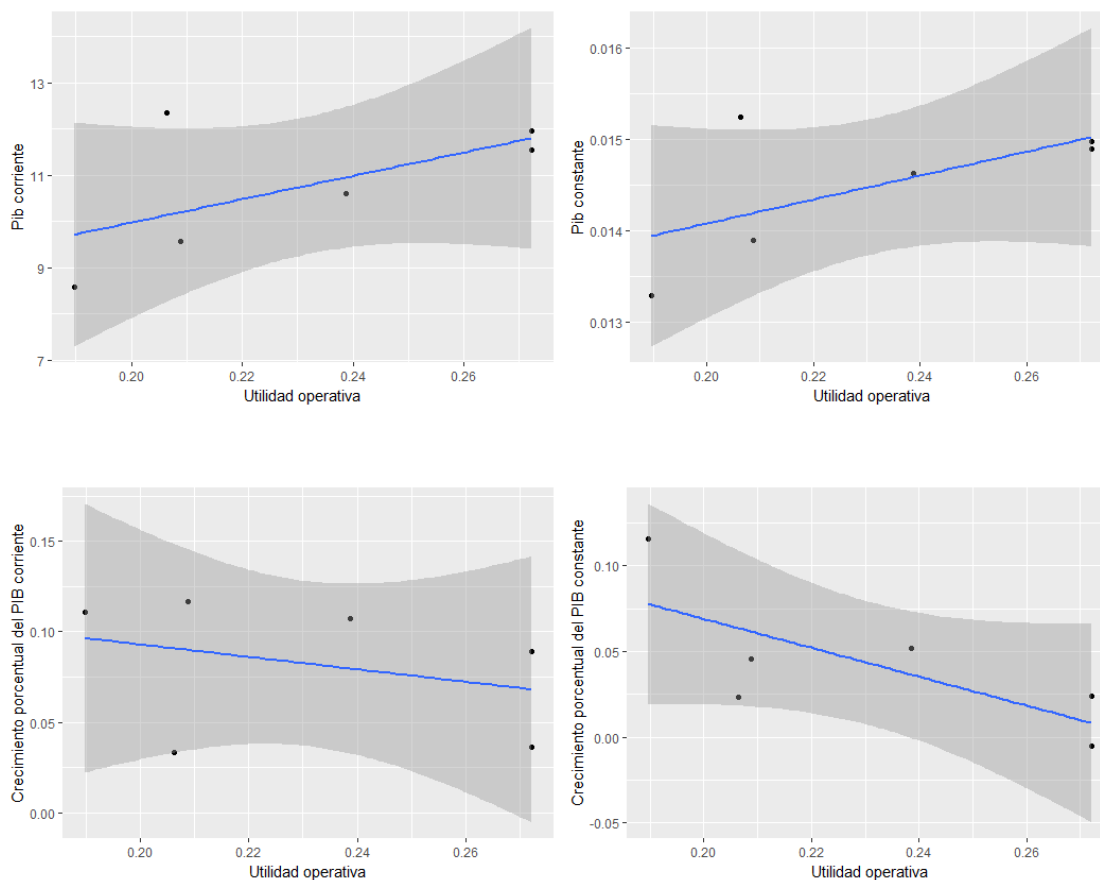 Pib corriente
13
11
9
7
0.20 0.22 0.24 0.26
Utilidad operativa
Pib constante
0.016
0.015
0.014
0.013
0.20 0.22 0.24 0.26
Utilidad operativa
Crecimiento porcentual del PIB corriente
0.15
0.10
0.05
0.00
0.20 0.22 0.24 0.26
Utilidad operativa
Crecimiento porcentual del PIB constante
0.10
0.05
0.00
-0.05
0.20 0.22 0.24 0.26
Utilidad operativa